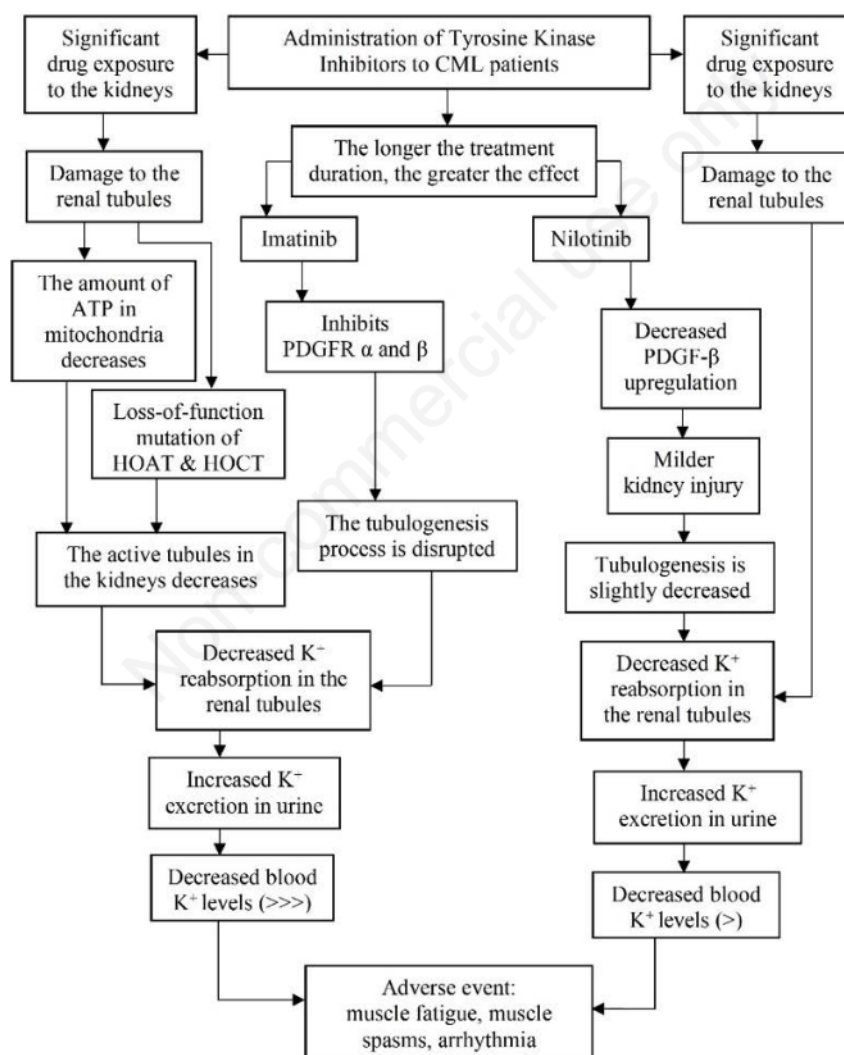 Significant
drug exposure
to the kidneys
Administration of Tyrosine Kinase
Inhibitors to CML patients
Significant
drug exposure
to the kidneys
The longer the treatment
duration, the greater the effect
Damage to the
renal tubules
Damage to the
renal tubules
Imatinib
Nilotinib
The amount of
ATP in
mitochondria
decreases
Inhibits
PDGFR α and β
Decreased
PDGF-β
upregulation
Loss-of-function
mutation of
HOAT & HOCT
Milder
kidney injury
The active tubules in
the kidneys decreases
The tubulogenesis
process is disrupted
Tubulogenesis is
slightly decreased
Decreased K⁺
reabsorption in the
renal tubules
Decreased K⁺
reabsorption in
the renal tubules
Increased K⁺
excretion in urine
Increased K⁺
excretion in urine
Decreased blood
K⁺ levels (>>>)
Decreased blood
K⁺ levels (>)
Adverse event:
muscle fatigue, muscle
spasms, arrhythmia
Non-commercial use only